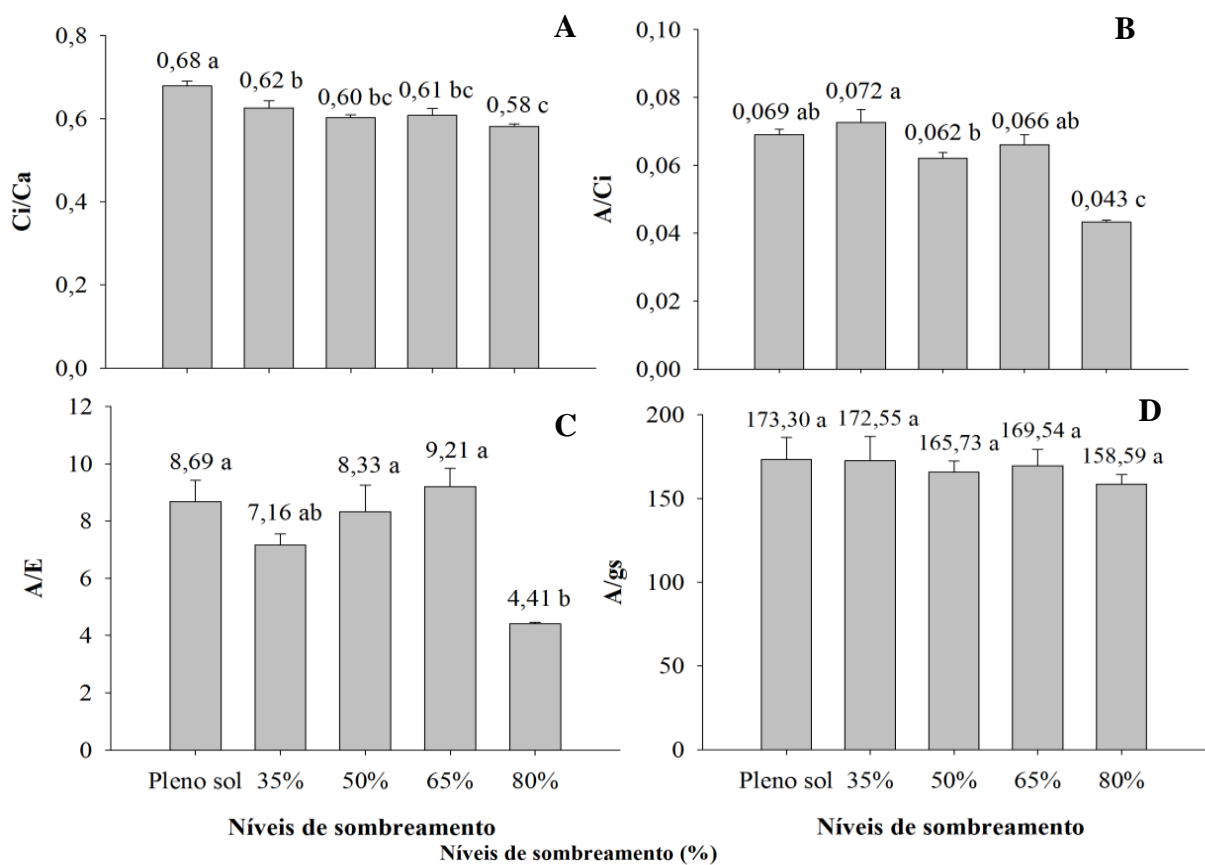 A
Ci/Ca
0,8
0,6
0,4
0,2
0,0
0,68 a
0,62 b
0,60 bc
0,61 bc
0,58 c
B
A/Ci
0,10
0,08
0,06
0,04
0,02
0,00
0,069 ab
0,072 a
0,062 b
0,066 ab
0,043 c
C
A/E
12
10
8
6
4
2
0
8,69 a
7,16 ab
8,33 a
9,21 a
4,41 b
Pleno sol 35% 50% 65% 80%
Níveis de sombreamento
D
A/gs
200
150
100
50
0
173,30 a
172,55 a
165,73 a
169,54 a
158,59 a
Pleno sol 35% 50% 65% 80%
Níveis de sombreamento
Níveis de sombreamento (%)